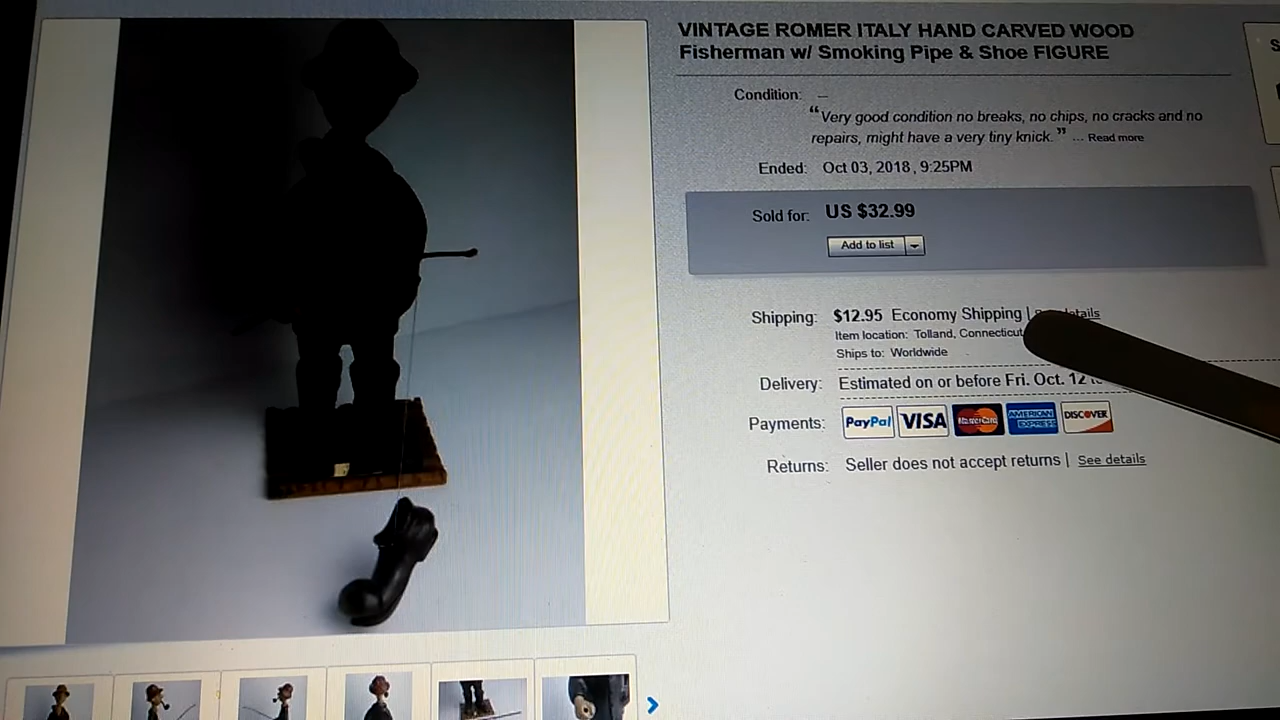 VINTAGE ROMER ITALY HAND CARVED WOOD
Fisherman w/ Smoking Pipe & Shoe FIGURE
Condition: —
“Very good condition no breaks, no chips, no cracks and no
repairs, might have a very tiny knick.” ... Read more
Ended: Oct 03, 2018, 9:25PM
Sold for: US $32.99
Add to list
Shipping: $12.95 Economy Shipping | details
Item location: Tolland, Connecticut
Ships to: Worldwide
Delivery: Estimated on or before Fri. Oct. 12
Payments: PayPal VISA MasterCard AMERICAN EXPRESS DISCOVER
Returns: Seller does not accept returns | See details